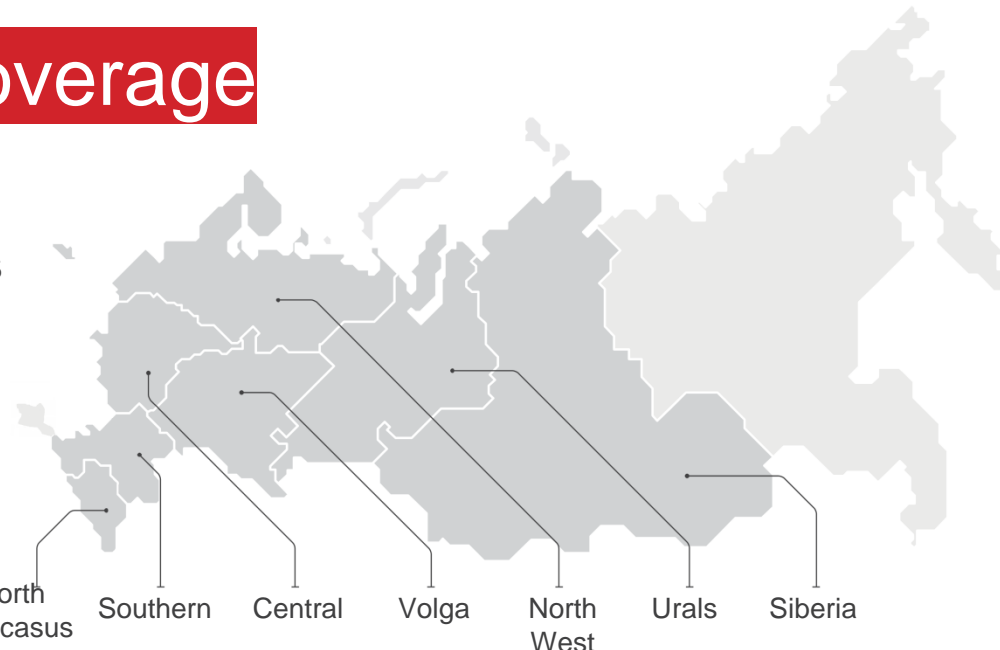 overage
s
orth
casus
Southern
Central
Volga
North
West
Urals
Siberia